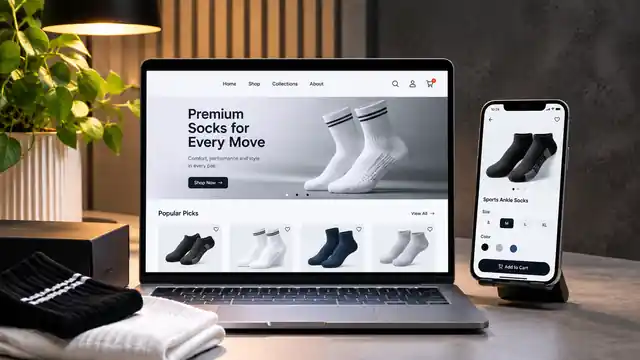 Home Shop Collections About
Premium
Socks for
Every Move
Comfort, performance and style
in every pair.
Shop Now →
Popular Picks
View All →
Sports Ankle Socks
Size
S M L XL
Color
Add to Cart